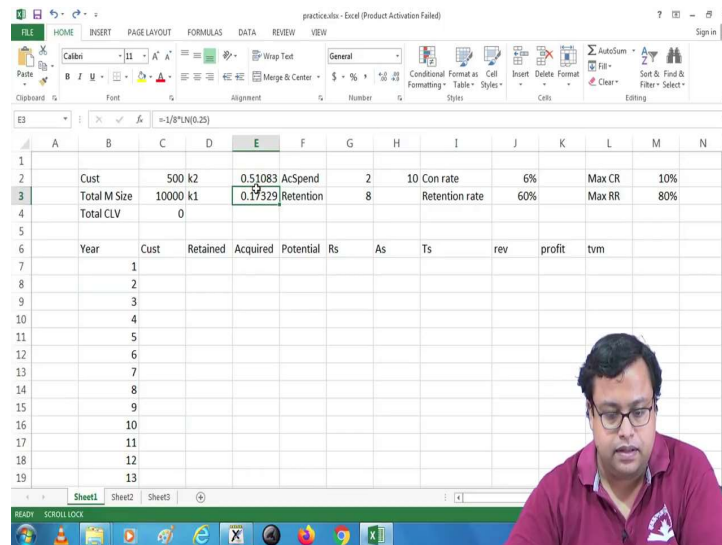 practice.xlsx - Excel (Product Activation Failed)
FILE HOME INSERT PAGE LAYOUT FORMULAS DATA REVIEW VIEW Sign in
Calibri 11 A A Wrap Text General AutoSum
Paste B I U A Merge & Center $ % , Conditional Format as Cell Insert Delete Format Fill Sort & Find &
Formatting Table Styles Clear Filter Select
Clipboard Font Alignment Number Styles Cells Editing
E3 fx =-1/8*LN(0.25)
A B C D E F G H I J K L M N
1
2 Cust 500 k2 0.51083 AcSpend 2 10 Con rate 6% Max CR 10%
3 Total M Size 10000 k1 0.17329 Retention 8 Retention rate 60% Max RR 80%
4 Total CLV 0
5
6 Year Cust Retained Acquired Potential Rs As Ts rev profit tvm
7 1
8 2
9 3
10 4
11 5
12 6
13 7
14 8
15 9
16 10
17 11
18 12
19 13
Sheet1 Sheet2 Sheet3
READY SCROLL LOCK